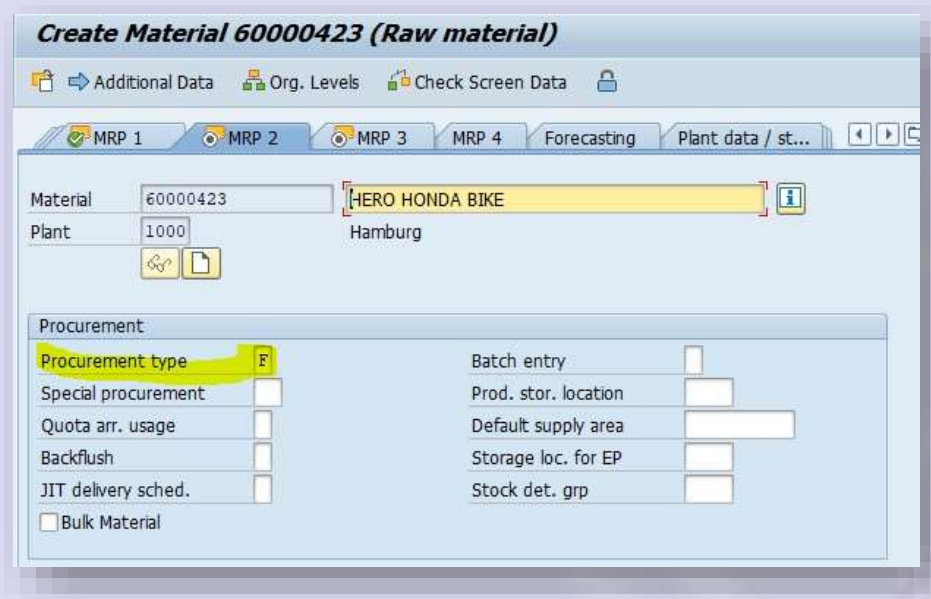 Create Material 60000423 (Raw material)
Additional Data Org. Levels Check Screen Data
MRP 1 MRP 2 MRP 3 MRP 4 Forecasting Plant data / st...
Material 60000423 HERO HONDA BIKE
Plant 1000 Hamburg
Procurement
Procurement type F Batch entry
Special procurement Prod. stor. location
Quota arr. usage Default supply area
Backflush Storage loc. for EP
JIT delivery sched. Stock det. grp
Bulk Material